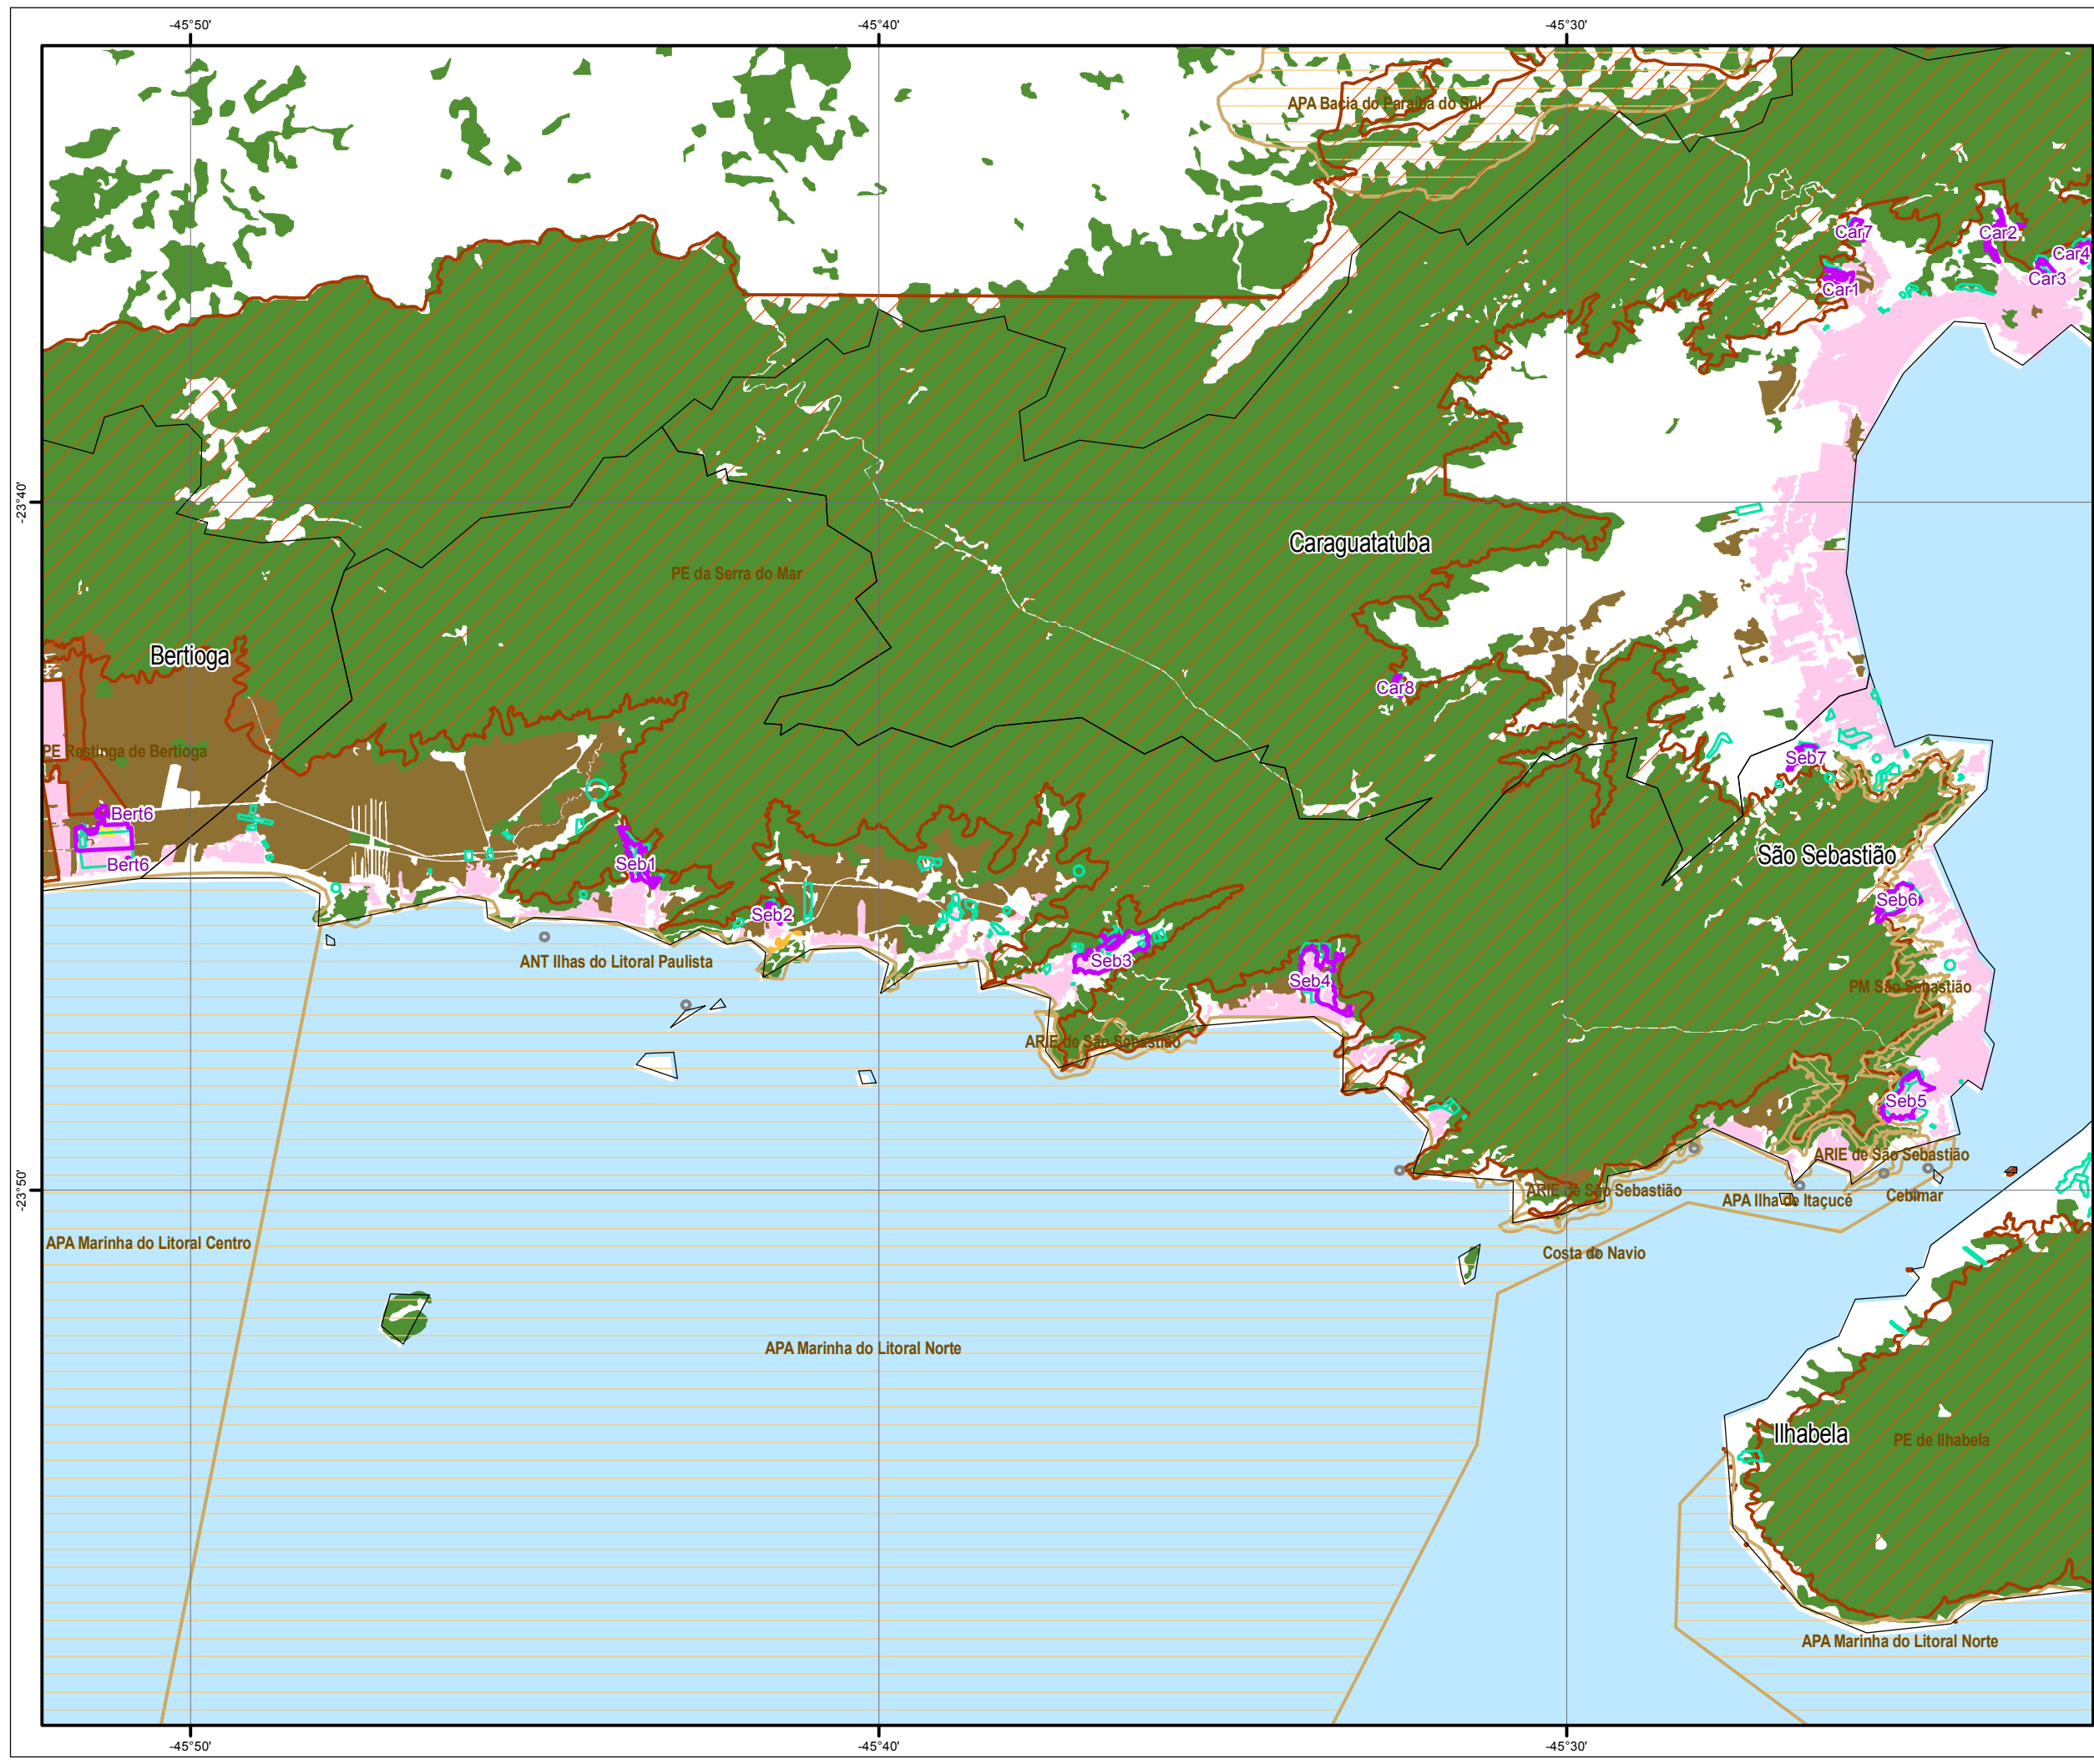 -45°50'
-45°40'
-45°30'
APA Bacia do Paraíba do Sul
Car7
Car2
Car4
Car3
Car1
-23°40'
Caraguatatuba
PE da Serra do Mar
Bertioga
Car8
PE Restinga de Bertioga
Seb7
Bert6
Bert6
Seb1
São Sebastião
Seb6
Seb2
ANT Ilhas do Litoral Paulista
Seb3
Seb4
PM São Sebastião
ARIE de São Sebastião
Seb5
ARIE de São Sebastião
-23°50'
ARIE de São Sebastião
APA Ilha de Itaçucé
Cebimar
APA Marinha do Litoral Centro
Costa do Navio
APA Marinha do Litoral Norte
Ilhabela
PE de Ilhabela
APA Marinha do Litoral Norte
-45°50'
-45°40'
-45°30'